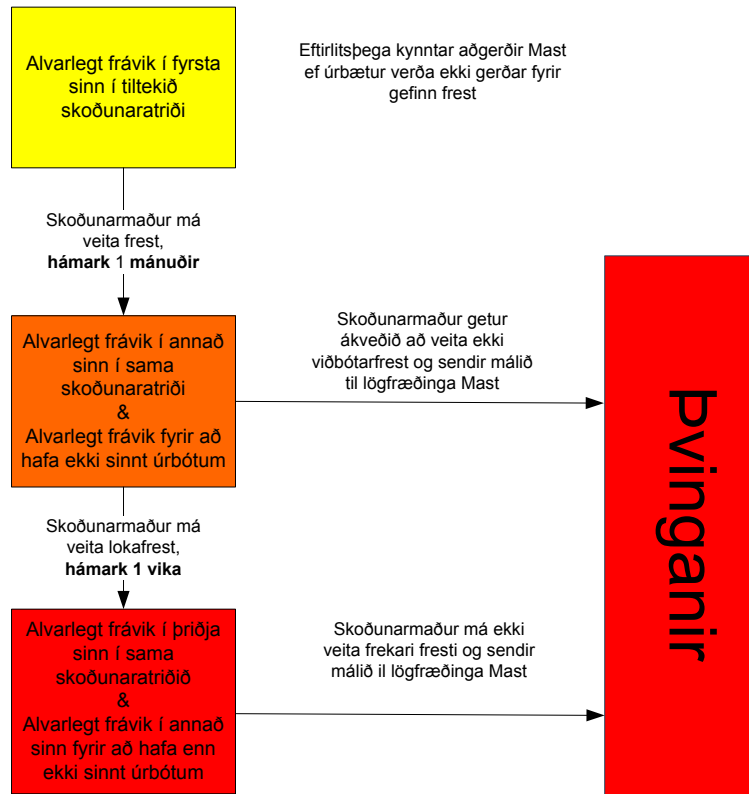 Alvarlegt frávik í fyrsta
sinn í tiltekið
skoðunaratriði
Eftirlitsþega kynntar aðgerðir Mast
ef úrbætur verða ekki gerðar fyrir
gefinn frest
Skoðunarmaður má
veita frest,
hámark 1 mánuðir
Alvarlegt frávik í annað
sinn í sama
skoðunaratriði
&
Alvarlegt frávik fyrir að
hafa ekki sinnt úrbótum
Skoðunarmaður getur
ákveðið að veita ekki
viðbótarfrest og sendir málið
til lögfræðinga Mast
Skoðunarmaður má
veita lokafrest,
hámark 1 vika
Alvarlegt frávik í þriðja
sinn í sama
skoðunaratriðið
&
Alvarlegt frávik í annað
sinn fyrir að hafa enn
ekki sinnt úrbótum
Skoðunarmaður má ekki
veita frekari fresti og sendir
málið il lögfræðinga Mast
Þvinganir